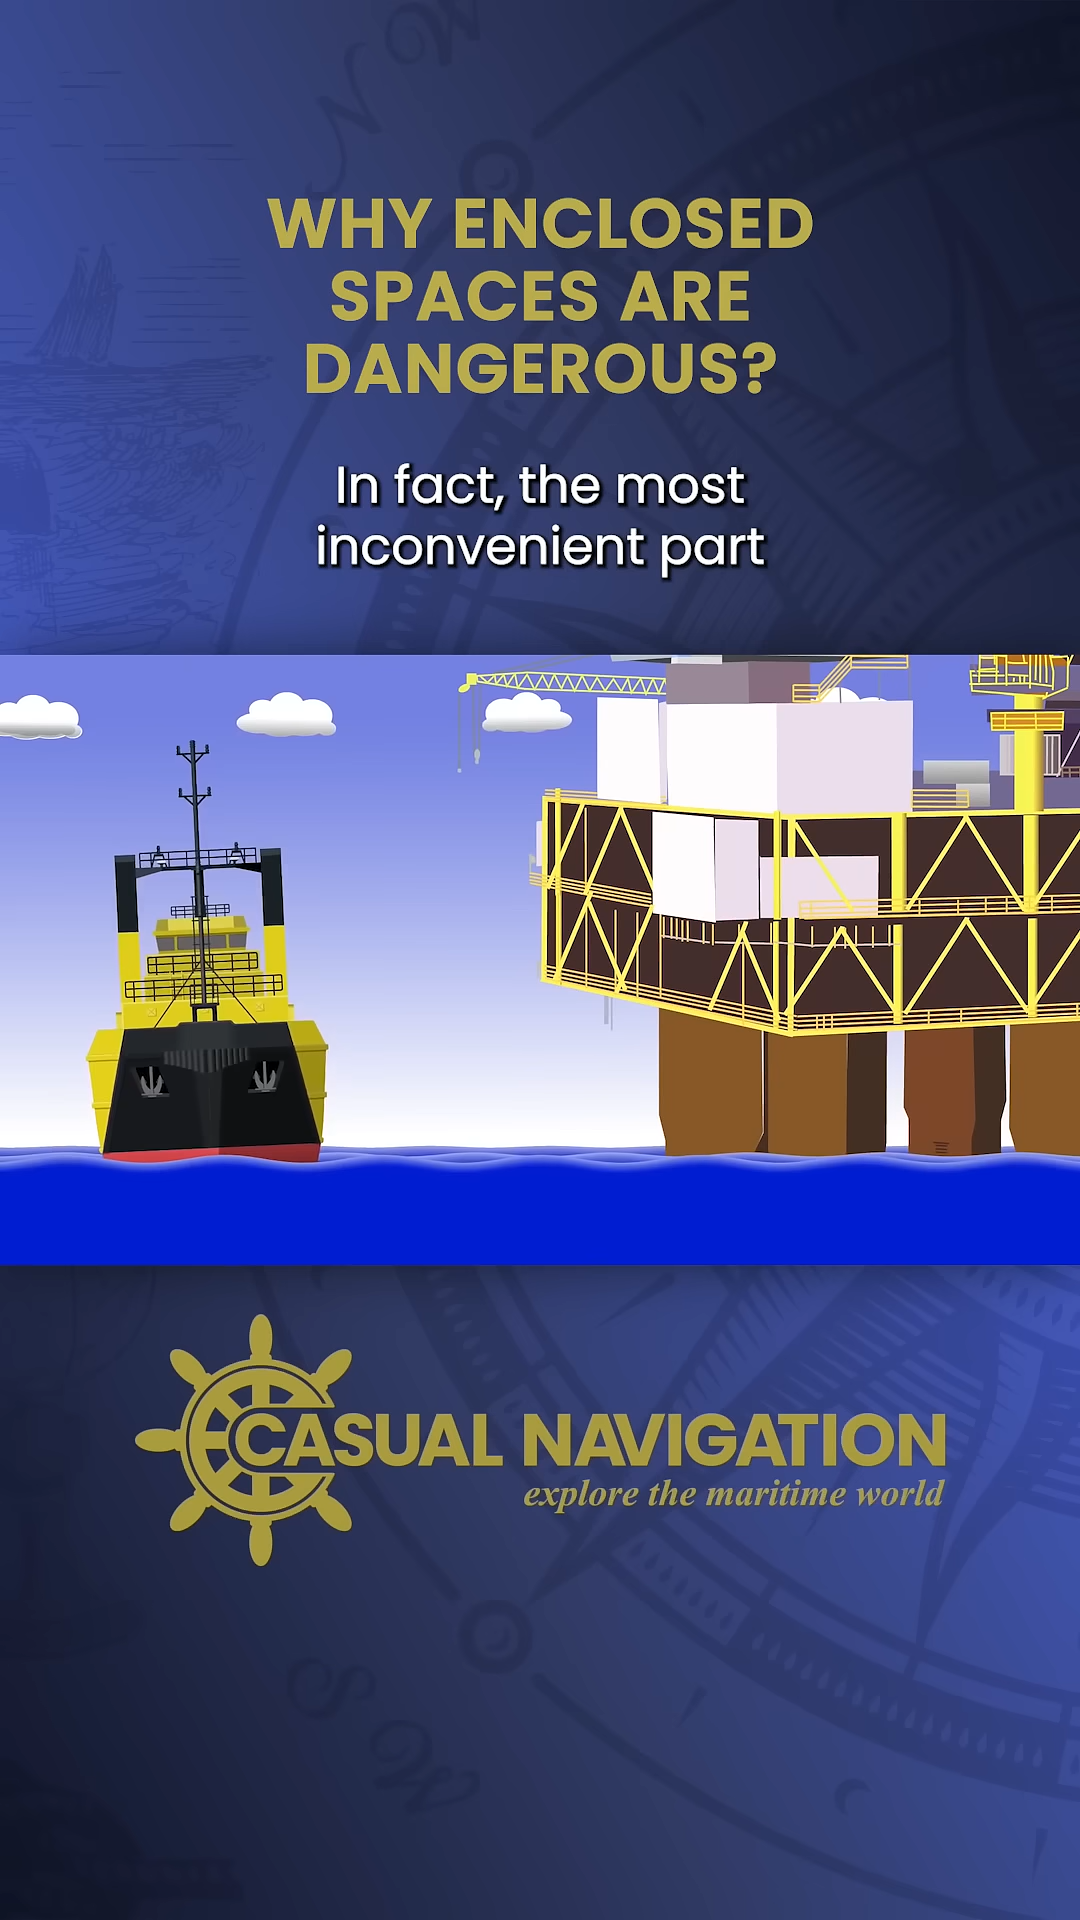 WHY ENCLOSED
SPACES ARE
DANGEROUS?
In fact, the most
inconvenient part
CASUAL NAVIGATION
explore the maritime world
N
W
S
W